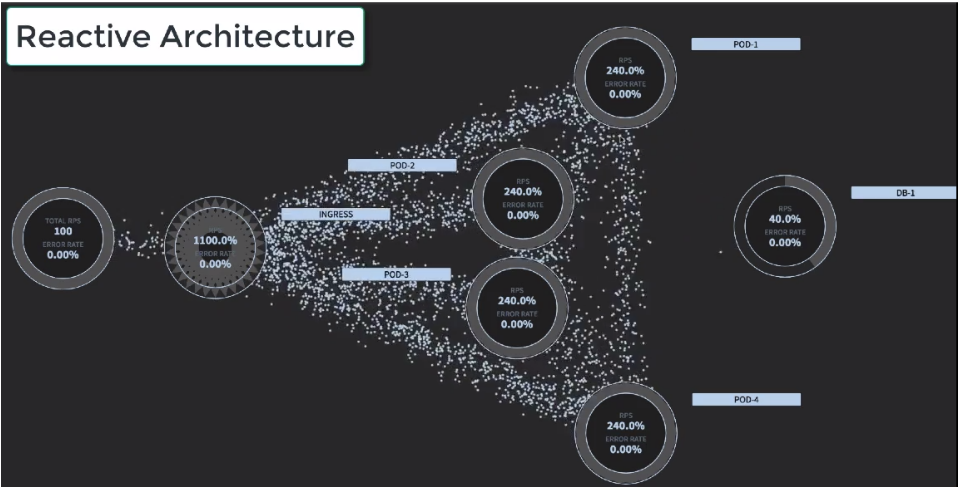 Reactive Architecture
POD-1
RPS
240.0%
ERROR RATE
0.00%
POD-2
RPS
240.0%
ERROR RATE
0.00%
INGRESS
DB-1
TOTAL RPS
100
ERROR RATE
0.00%
1100.0%
ERROR RATE
0.00%
RPS
40.0%
ERROR RATE
0.00%
POD-3
RPS
240.0%
ERROR RATE
0.00%
POD-4
RPS
240.0%
ERROR RATE
0.00%